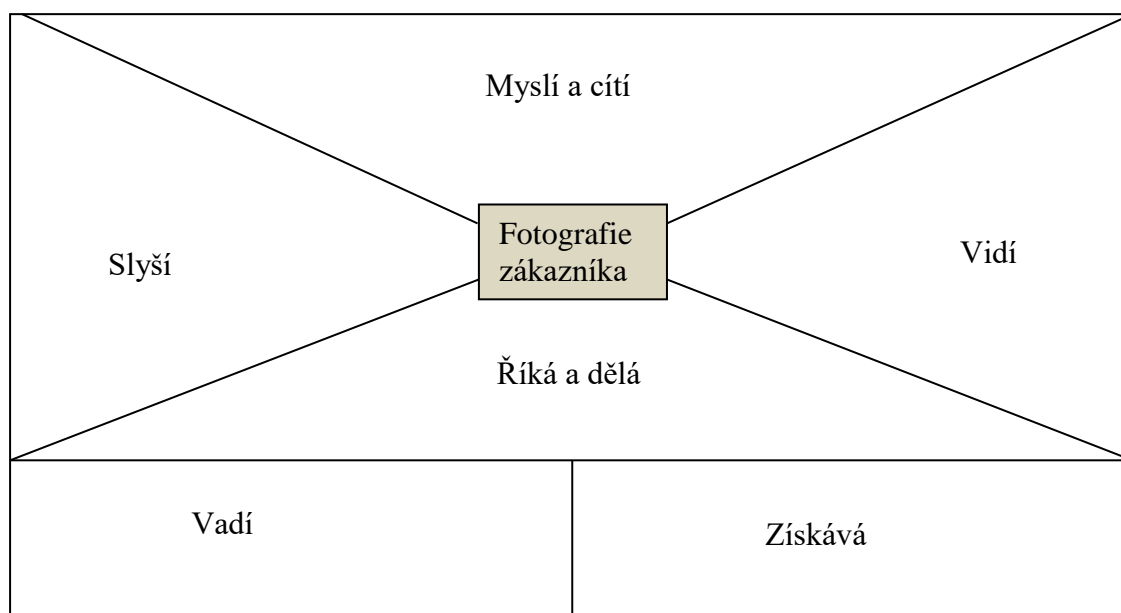 Myslí a cítí
Slyší
Fotografie
zákazníka
Vidí
Říká a dělá
Vadí
Získává